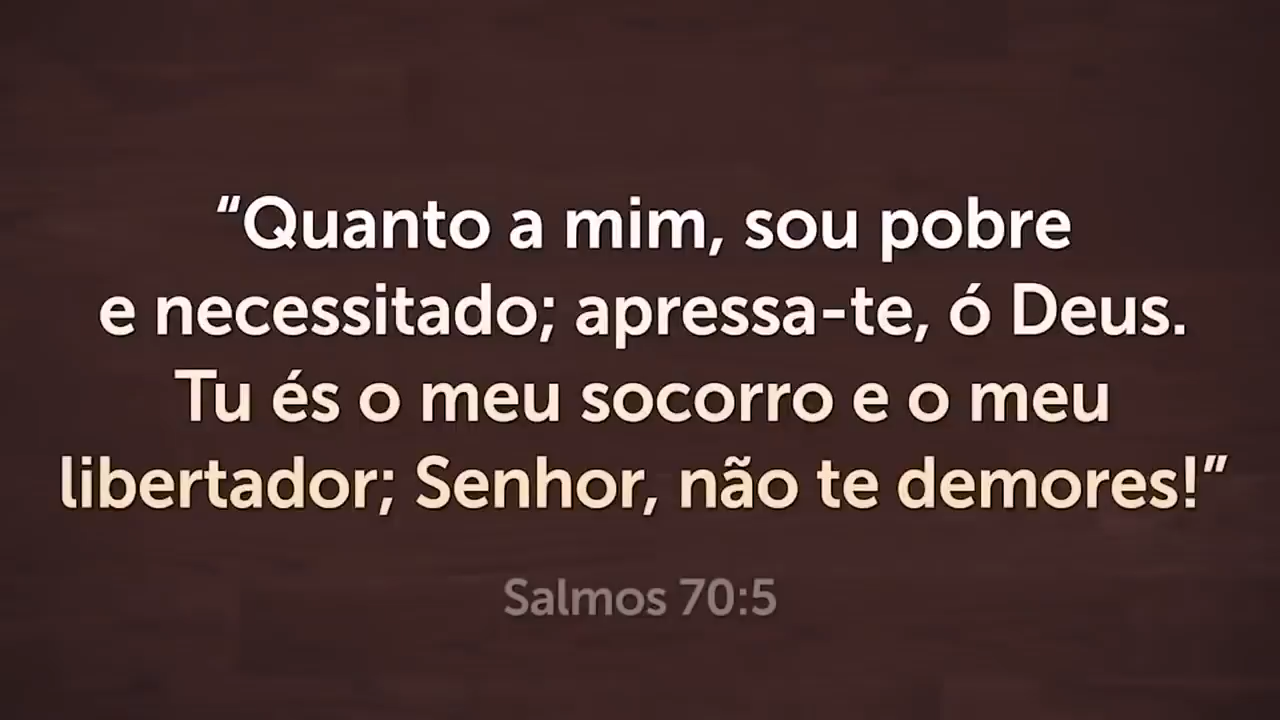 “Quanto a mim, sou pobre
e necessitado; apressa-te, ó Deus.
Tu és o meu socorro e o meu
libertador; Senhor, não te demores!”
Salmos 70:5